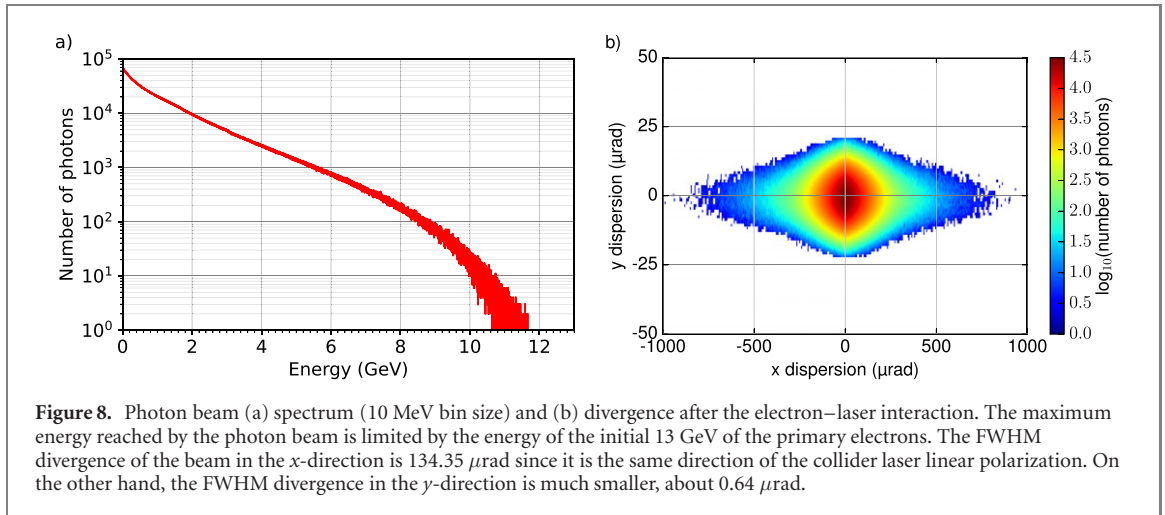 a)
10^5
10^4
10^3
10^2
10^1
10^0
Number of photons
0 2 4 6 8 10 12
Energy (GeV)
b)
50
25
0
-25
-50
y dispersion (μrad)
-1000 -500 0 500 1000
x dispersion (μrad)
4.5
4.0
3.5
3.0
2.5
2.0
1.5
1.0
0.5
0.0
log₁₀(number of photons)
Figure 8. Photon beam (a) spectrum (10 MeV bin size) and (b) divergence after the electron–laser interaction. The maximum
energy reached by the photon beam is limited by the energy of the initial 13 GeV of the primary electrons. The FWHM
divergence of the beam in the x-direction is 134.35 μrad since it is the same direction of the collider laser linear polarization. On
the other hand, the FWHM divergence in the y-direction is much smaller, about 0.64 μrad.